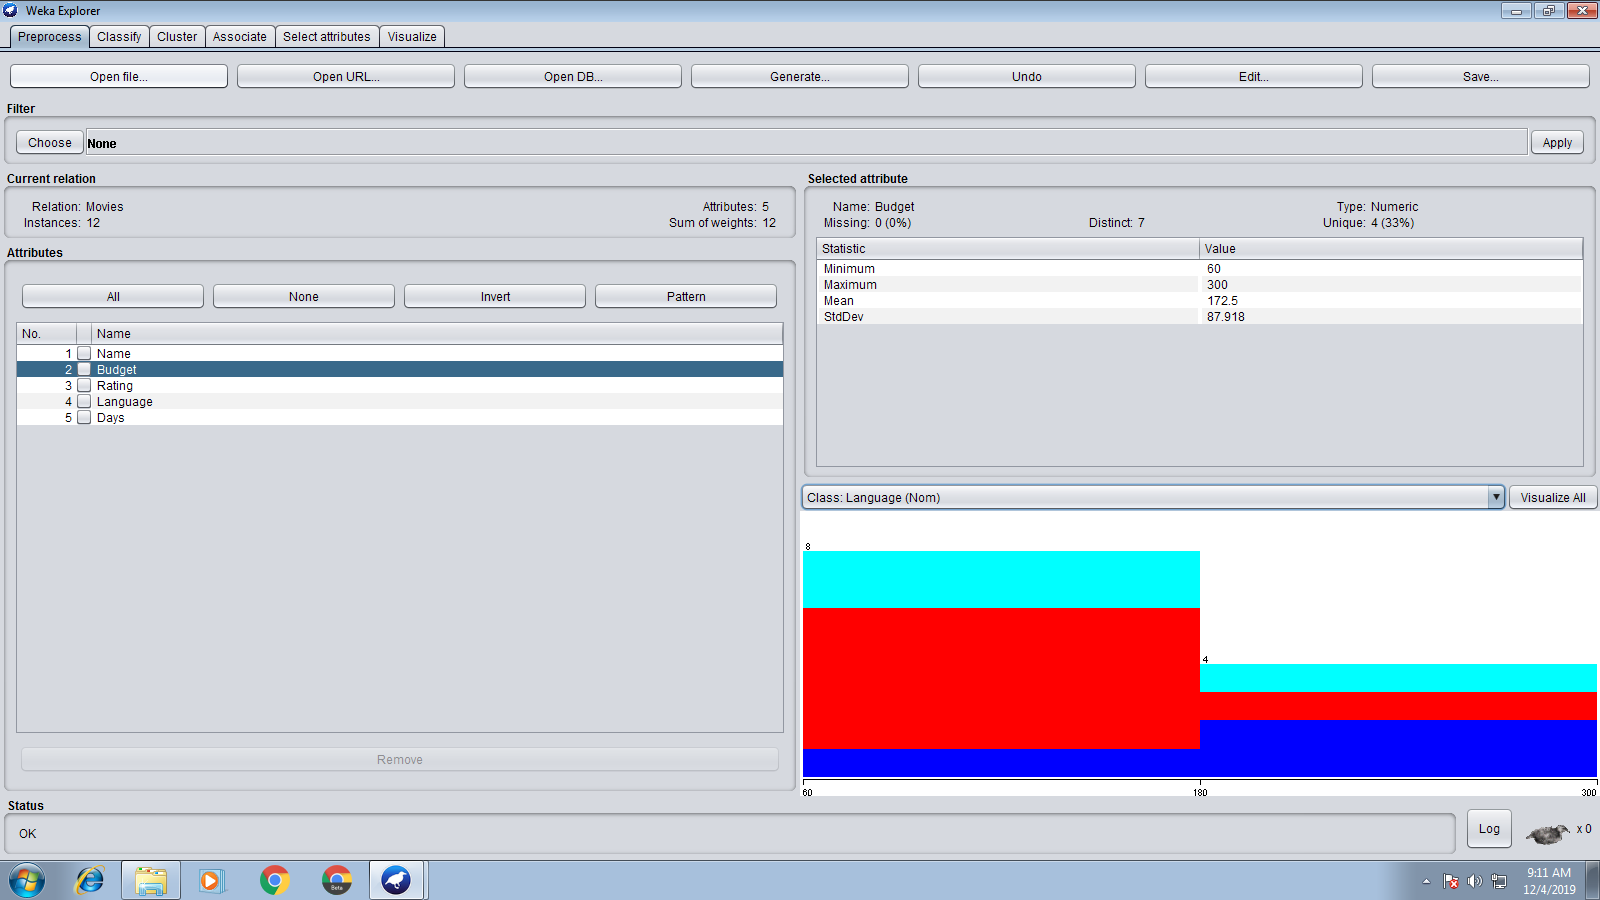 Weka Explorer
Preprocess Classify Cluster Associate Select attributes Visualize
Open file... Open URL... Open DB... Generate... Undo Edit... Save...
Filter
Choose None Apply
Current relation
Relation: Movies Attributes: 5
Instances: 12 Sum of weights: 12
Attributes
All None Invert Pattern
No. Name
1 Name
2 Budget
3 Rating
4 Language
5 Days
Remove
Selected attribute
Name: Budget Type: Numeric
Missing: 0 (0%) Distinct: 7 Unique: 4 (33%)
Statistic Value
Minimum 60
Maximum 300
Mean 172.5
StdDev 87.918
Class: Language (Nom) Visualize All
8
4
60 180 300
Status
OK
Log x 0
Beta
9:11 AM
12/4/2019